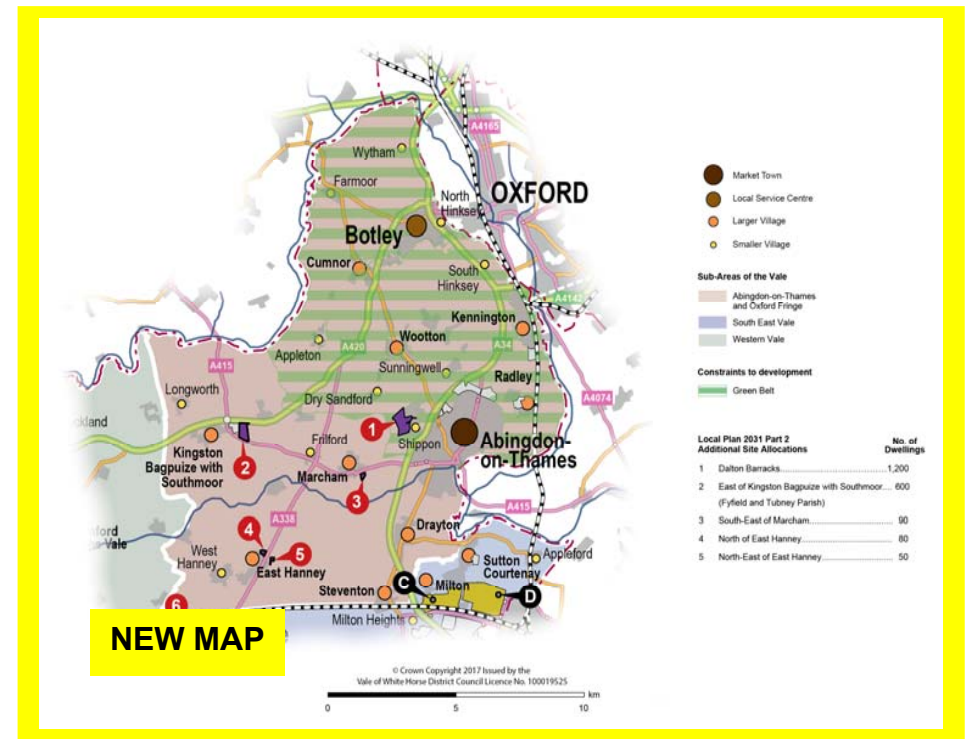 A4165
Wytham
Farmoor
North
Hinksey
OXFORD
Botley
Cumnor
South
Hinksey
A4142
Kennington
Wootton
A34
A420
Appleton
Sunningwell
A415
Radley
Longworth
Dry Sandford
A4074
ckland
1
Shippon
Frilford
Abingdon-
on-Thames
Kingston
Bagpuize with
Southmoor
2
Marcham
3
A415
A338
Drayton
4
West
Hanney
5
East Hanney
Appleford
Sutton
Courtenay
C
Milton
D
Steventon
6
Milton Heights
NEW MAP
Market Town
Local Service Centre
Larger Village
Smaller Village
Sub-Areas of the Vale
Abingdon-on-Thames
and Oxford Fringe
South East Vale
Western Vale
Constraints to development
Green Belt
Local Plan 2031 Part 2
Additional Site Allocations
No. of
Dwellings
1 Dalton Barracks............................................1,200
2 East of Kingston Bagpuize with Southmoor.... 600
(Fyfield and Tubney Parish)
3 South-East of Marcham................................ 90
4 North of East Hanney................................... 80
5 North-East of East Hanney........................... 50
© Crown Copyright 2017 Issued by the
Vale of White Horse District Council Licence No. 100019525
km
0 5 10